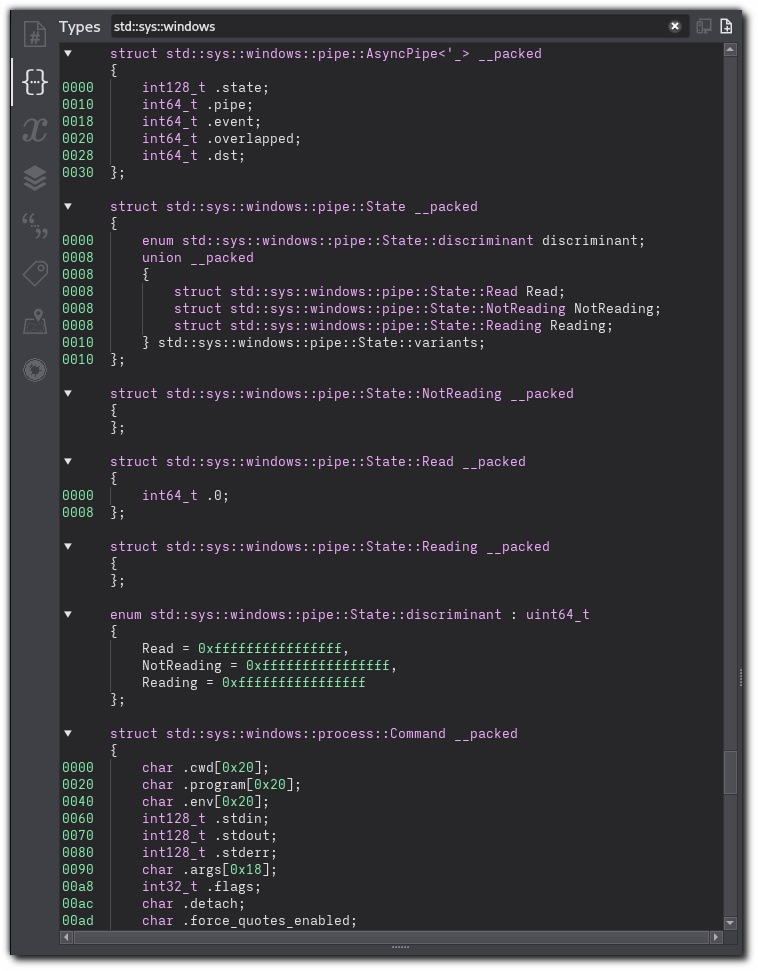 Types std::sys::windows
struct std::sys::windows::pipe::AsyncPipe<'_> __packed
{
0000 int128_t .state;
0010 int64_t .pipe;
0018 int64_t .event;
0020 int64_t .overlapped;
0028 int64_t .dst;
0030 };
struct std::sys::windows::pipe::State __packed
{
0000 enum std::sys::windows::pipe::State::discriminant discriminant;
0008 union __packed
0008 {
0008 struct std::sys::windows::pipe::State::Read Read;
0008 struct std::sys::windows::pipe::State::NotReading NotReading;
0008 struct std::sys::windows::pipe::State::Reading Reading;
0010 } std::sys::windows::pipe::State::variants;
0010 };
struct std::sys::windows::pipe::State::NotReading __packed
{
};
struct std::sys::windows::pipe::State::Read __packed
{
0000 int64_t .0;
0008 };
struct std::sys::windows::pipe::State::Reading __packed
{
};
enum std::sys::windows::pipe::State::discriminant : uint64_t
{
Read = 0xffffffffffffffff,
NotReading = 0xffffffffffffffff,
Reading = 0xffffffffffffffff
};
struct std::sys::windows::process::Command __packed
{
0000 char .cwd[0x20];
0020 char .program[0x20];
0040 char .env[0x20];
0060 int128_t .stdin;
0070 int128_t .stdout;
0080 int128_t .stderr;
0090 char .args[0x18];
00a8 int32_t .flags;
00ac char .detach;
00ad char .force_quotes_enabled;